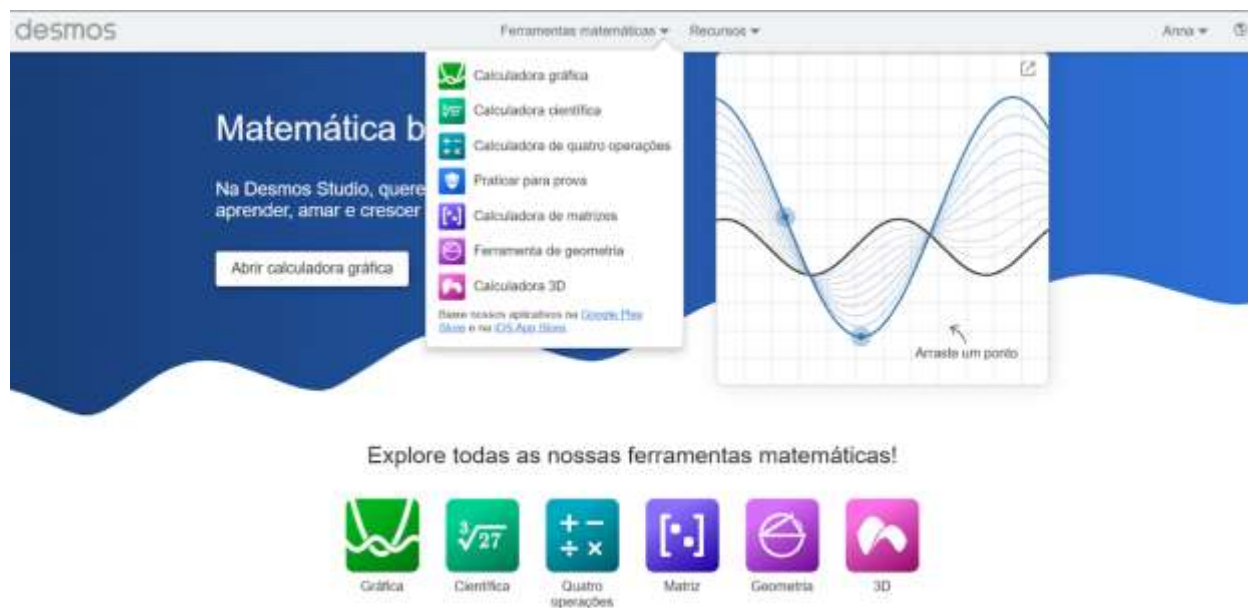 desmos
Ferramentas matemáticas
Recursos
Anna
Matemática b
Na Desmos Studio, quere
aprender, amar e crescer
Abrir calculadora gráfica
Calculadora gráfica
Calculadora científica
Calculadora de quatro operações
Praticar para prova
Calculadora de matrizes
Ferramenta de geometria
Calculadora 3D
Baixe nossos aplicativos na Google Play
Store e na iOS App Store.
Arraste um ponto
Explore todas as nossas ferramentas matemáticas!
3√27
+ −
÷ ×
Gráfica
Científica
Quatro
operações
Matriz
Geometria
3D